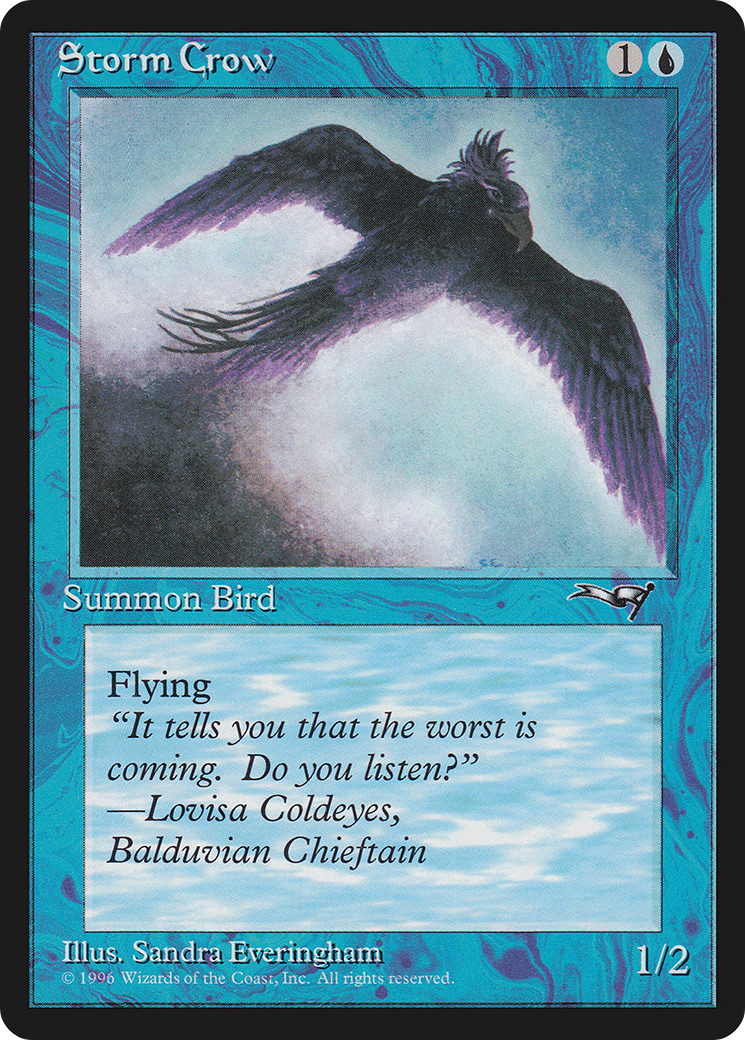 Storm Crow 1
SE
Summon Bird
Flying
“It tells you that the worst is
coming. Do you listen?”
—Lovisa Coldeyes,
Balduvian Chieftain
Illus. Sandra Everingham
© 1996 Wizards of the Coast, Inc. All rights reserved.
1/2